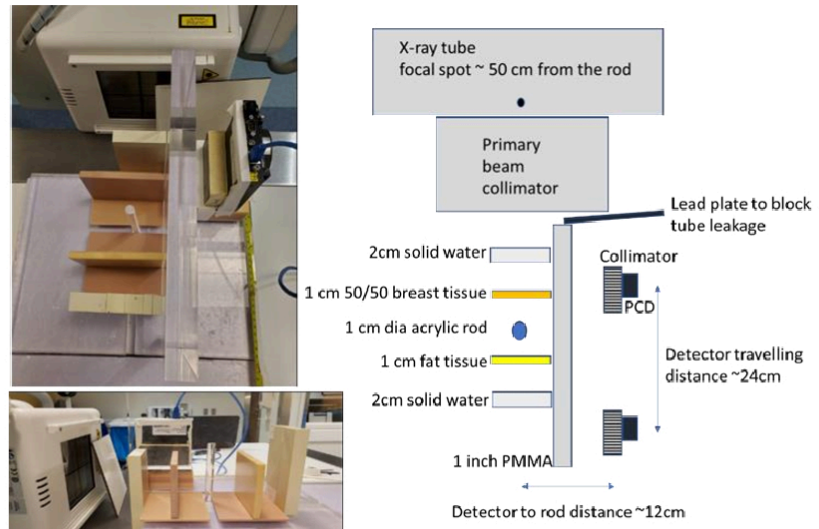 X-ray tube
focal spot ~ 50 cm from the rod
Primary
beam
collimator
Lead plate to block
tube leakage
2cm solid water
Collimator
1 cm 50/50 breast tissue
PCD
1 cm dia acrylic rod
1 cm fat tissue
Detector travelling
distance ~24cm
2cm solid water
1 inch PMMA
Detector to rod distance ~12cm